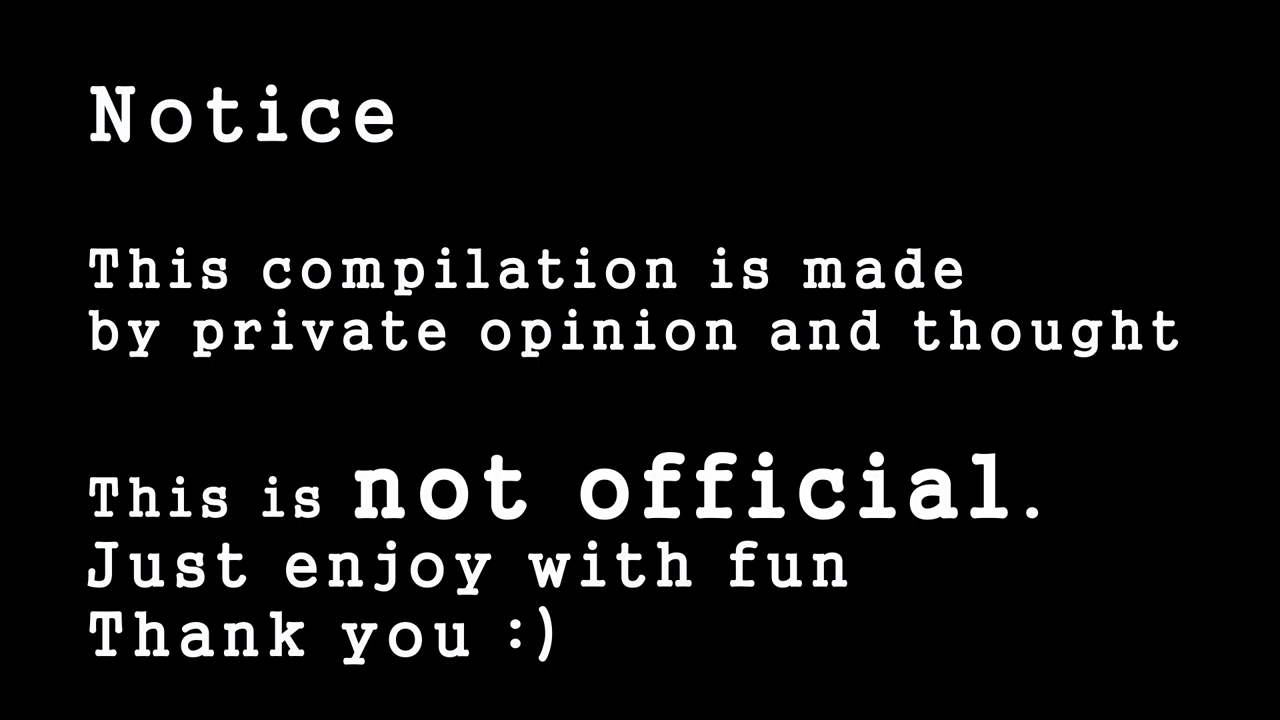 Notice
This compilation is made
by private opinion and thought
This is not official.
Just enjoy with fun
Thank you :)